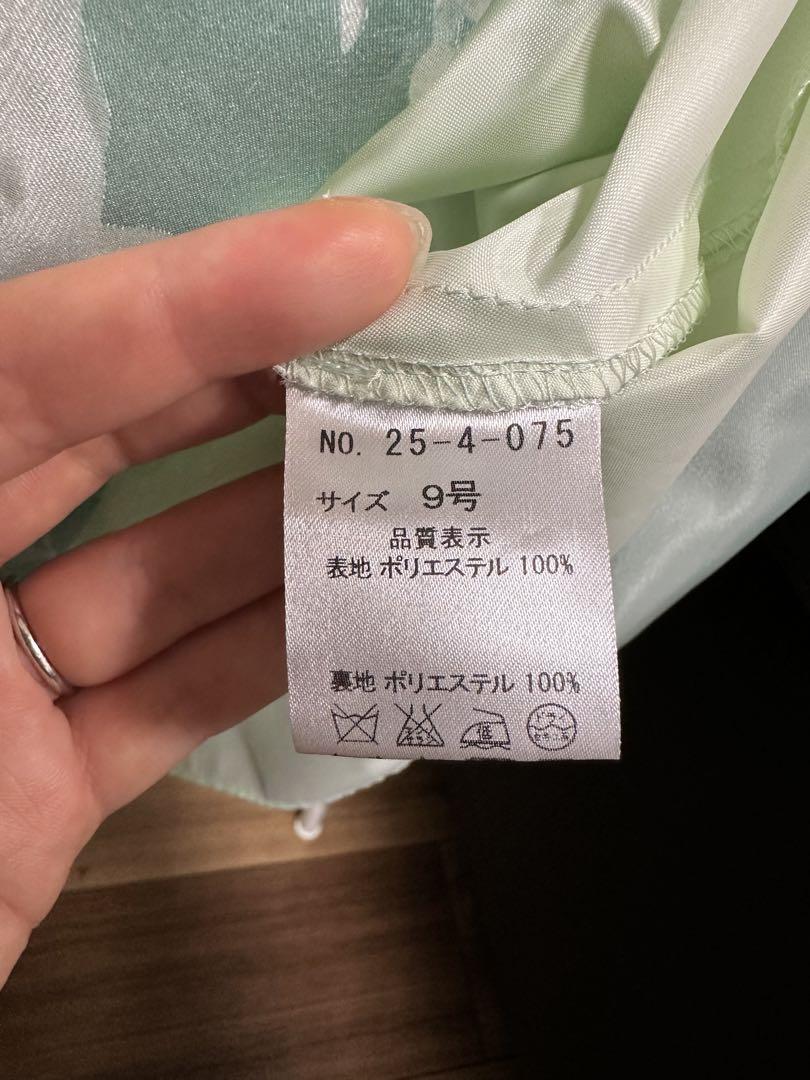 NO. 25-4-075
サイズ 9号
品質表示
表地 ポリエステル 100%
裏地 ポリエステル 100%
低